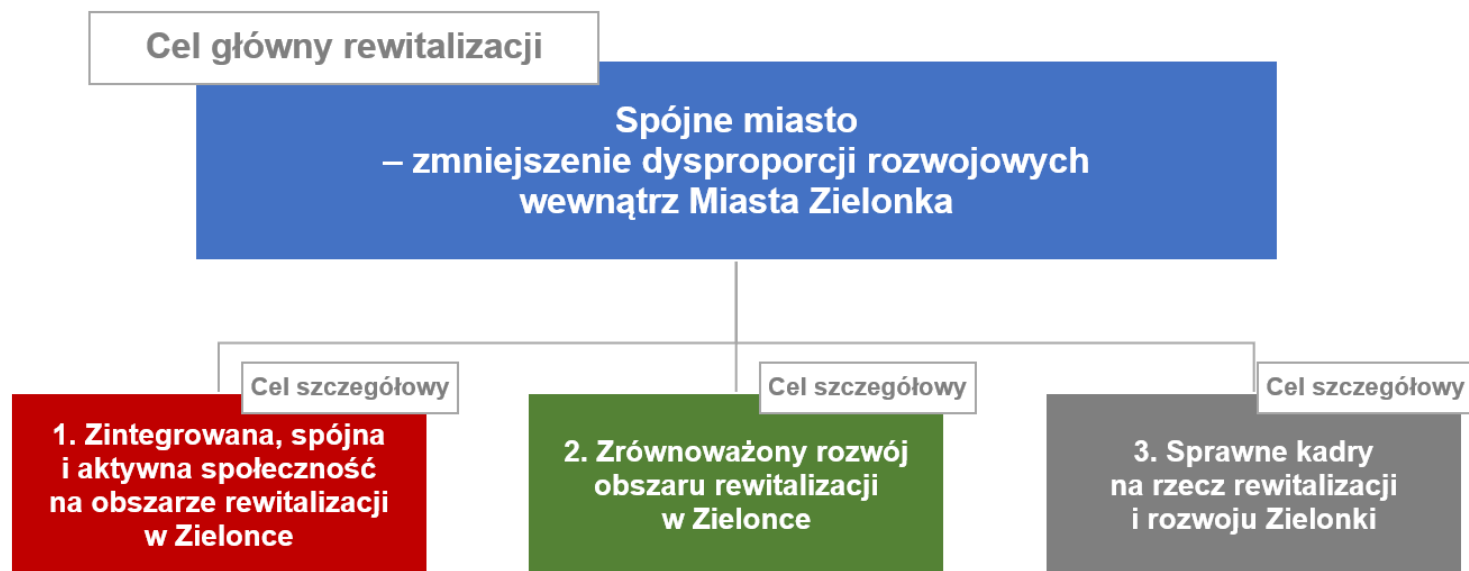 Cel główny rewitalizacji
Spójne miasto
– zmniejszenie dysproporcji rozwojowych
wewnątrz Miasta Zielonka
Cel szczegółowy
1. Zintegrowana, spójna
i aktywna społeczność
na obszarze rewitalizacji
w Zielonce
Cel szczegółowy
2. Zrównoważony rozwój
obszaru rewitalizacji
w Zielonce
Cel szczegółowy
3. Sprawne kadry
na rzecz rewitalizacji
i rozwoju Zielonki